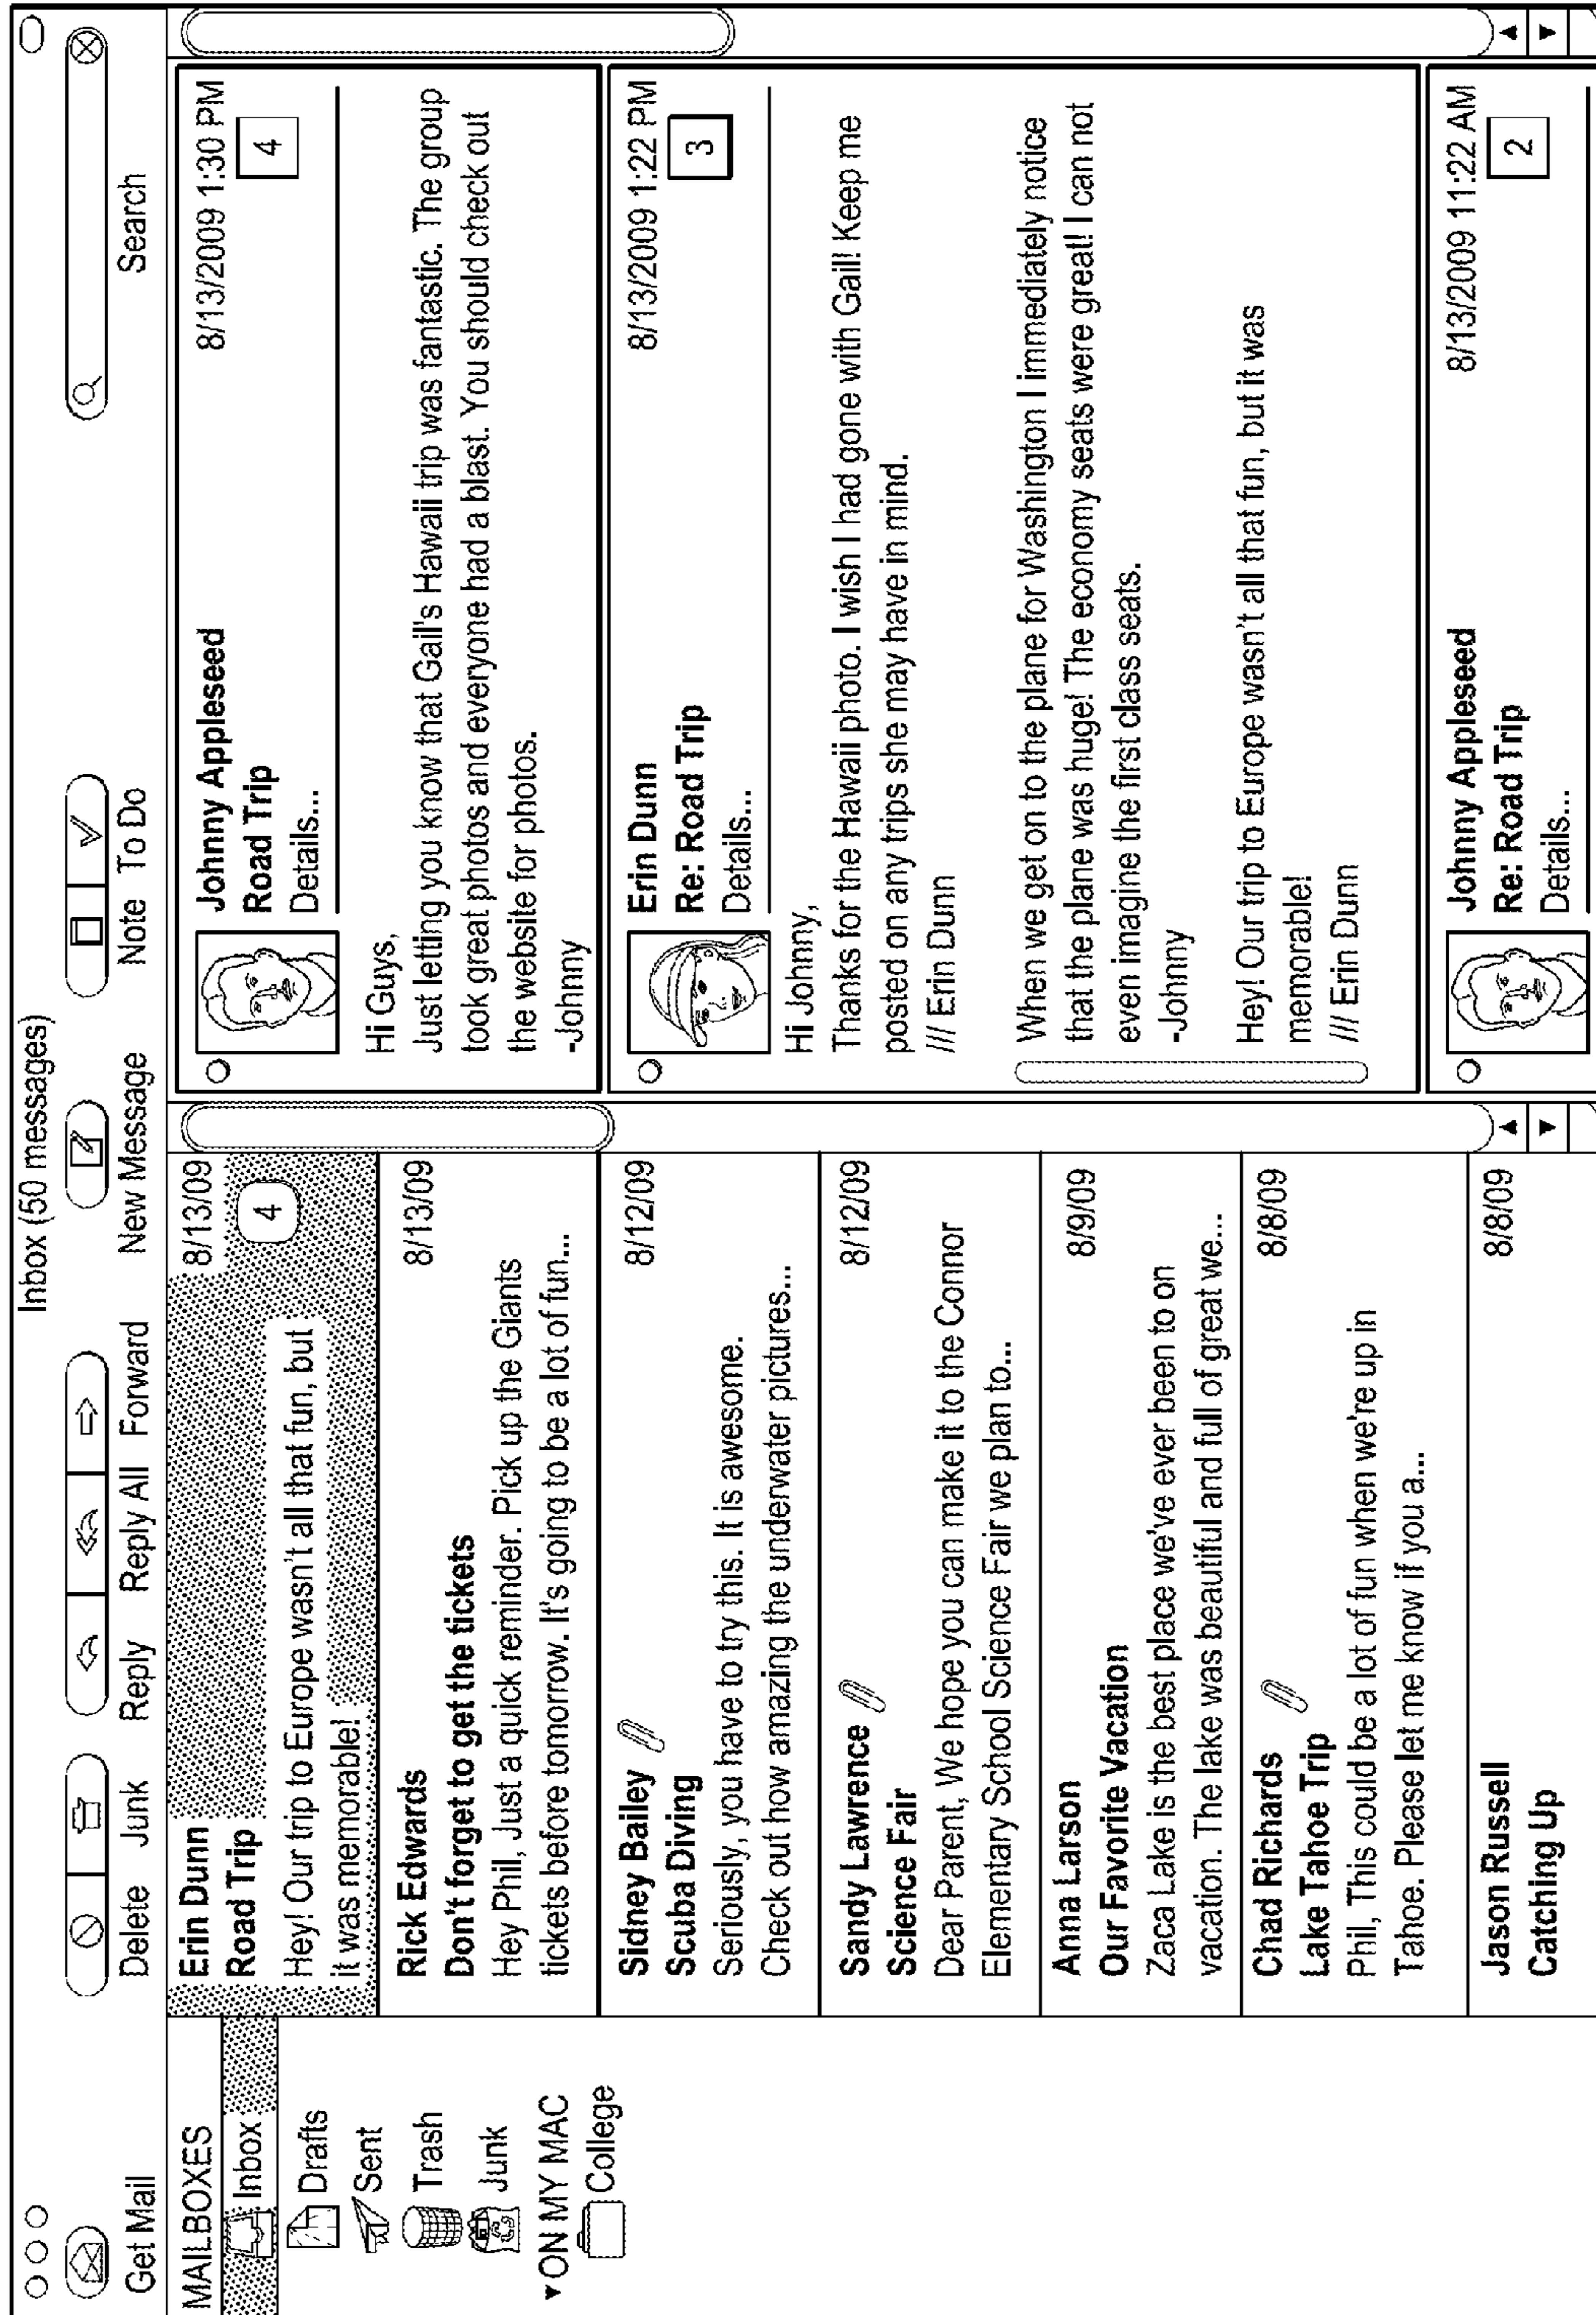 Inbox (50 messages)
Get Mail
Delete
Junk
Reply
Reply All
Forward
New Message
Note
To Do
Search
MAILBOXES
Inbox
Drafts
Sent
Trash
Junk
ON MY MAC
College
Erin Dunn
8/13/09
Road Trip
4
Hey! Our trip to Europe wasn't all that fun, but
it was memorable!
Rick Edwards
8/13/09
Don't forget to get the tickets
Hey Phil, Just a quick reminder. Pick up the Giants
tickets before tomorrow. It's going to be a lot of fun...
Sidney Bailey
8/12/09
Scuba Diving
Seriously, you have to try this. It is awesome.
Check out how amazing the underwater pictures...
Sandy Lawrence
8/12/09
Science Fair
Dear Parent, We hope you can make it to the Connor
Elementary School Science Fair we plan to...
Anna Larson
8/9/09
Our Favorite Vacation
Zaca Lake is the best place we've ever been to on
vacation. The lake was beautiful and full of great we...
Chad Richards
8/8/09
Lake Tahoe Trip
Phil, This could be a lot of fun when we're up in
Tahoe. Please let me know if you a...
Jason Russell
8/8/09
Catching Up
Johnny Appleseed
8/13/2009 1:30 PM
Road Trip
4
Details...
Hi Guys,
Just letting you know that Gail's Hawaii trip was fantastic. The group
took great photos and everyone had a blast. You should check out
the website for photos.
-Johnny
Erin Dunn
8/13/2009 1:22 PM
Re: Road Trip
3
Details...
Hi Johnny,
Thanks for the Hawaii photo. I wish I had gone with Gail! Keep me
posted on any trips she may have in mind.
/// Erin Dunn
When we get on to the plane for Washington I immediately notice
that the plane was huge! The economy seats were great! I can not
even imagine the first class seats.
-Johnny
Hey! Our trip to Europe wasn't all that fun, but it was
memorable!
/// Erin Dunn
Johnny Appleseed
8/13/2009 11:22 AM
Re: Road Trip
2
Details...